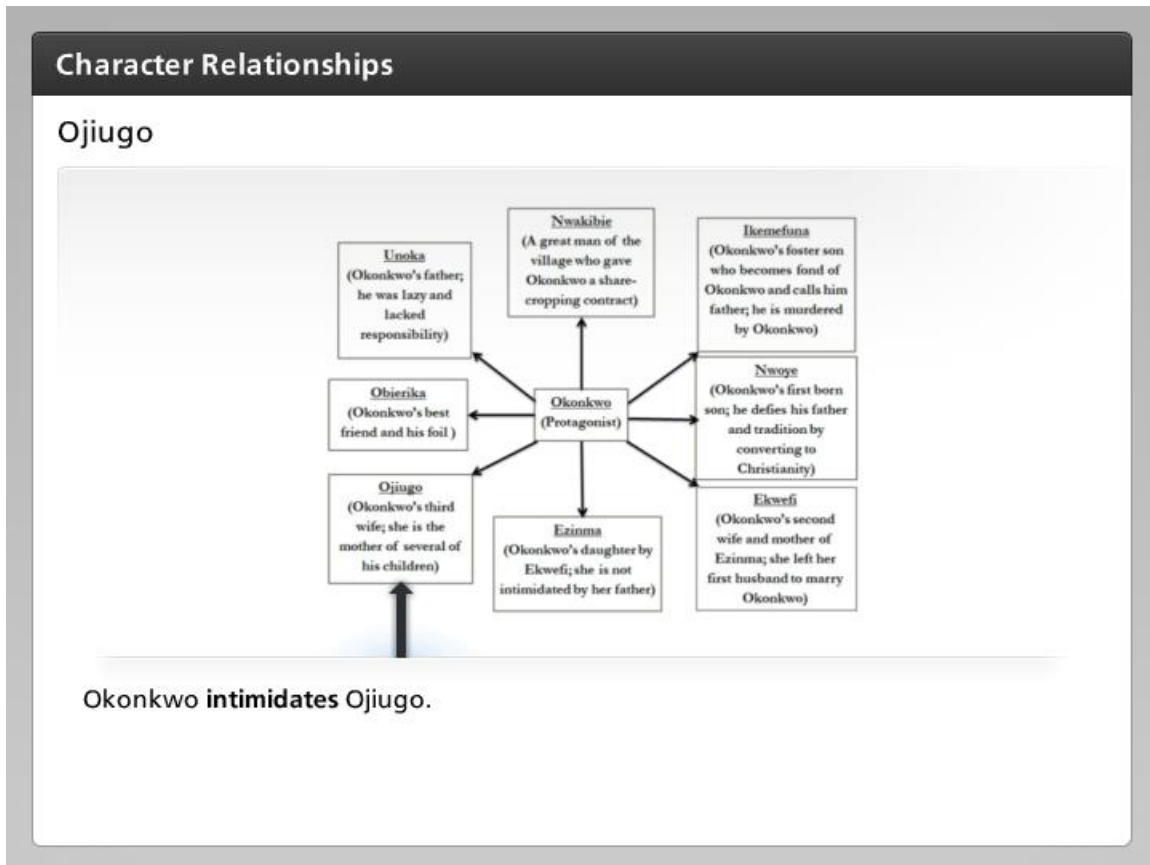 Character Relationships
Ojiugo
Nwakibie
(A great man of the
village who gave
Okonkwo a share-
cropping contract)
Ikemefuna
(Okonkwo's foster son
who becomes fond of
Okonkwo and calls him
father; he is murdered
by Okonkwo)
Unoka
(Okonkwo's father;
he was lazy and
lacked
responsibility)
Obierika
(Okonkwo's best
friend and his foil )
Okonkwo
(Protagonist)
Nwoye
(Okonkwo's first born
son; he defies his father
and tradition by
converting to
Christianity)
Ojiugo
(Okonkwo's third
wife; she is the
mother of several of
his children)
Ezinma
(Okonkwo's daughter by
Ekwefi; she is not
intimidated by her father)
Ekwefi
(Okonkwo's second
wife and mother of
Ezinma; she left her
first husband to marry
Okonkwo)
Okonkwo intimidates Ojiugo.